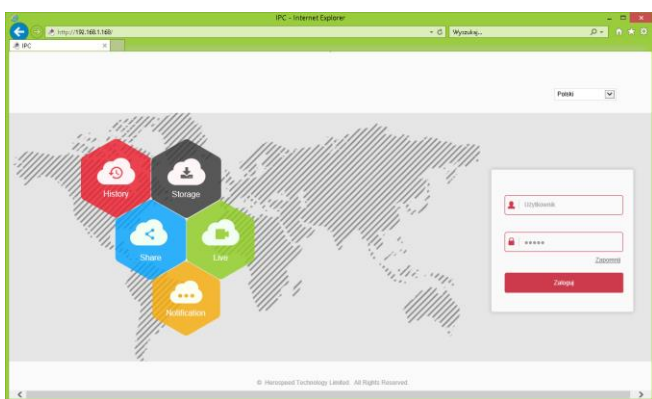 IPC - Internet Explorer
http://192.168.1.168/
Wyszukaj...
IPC
Polski
History
Storage
Share
Live
Notification
Użytkownik
Zapomnij
Zaloguj
© Herospeed Technology Limited. All Rights Reserved.